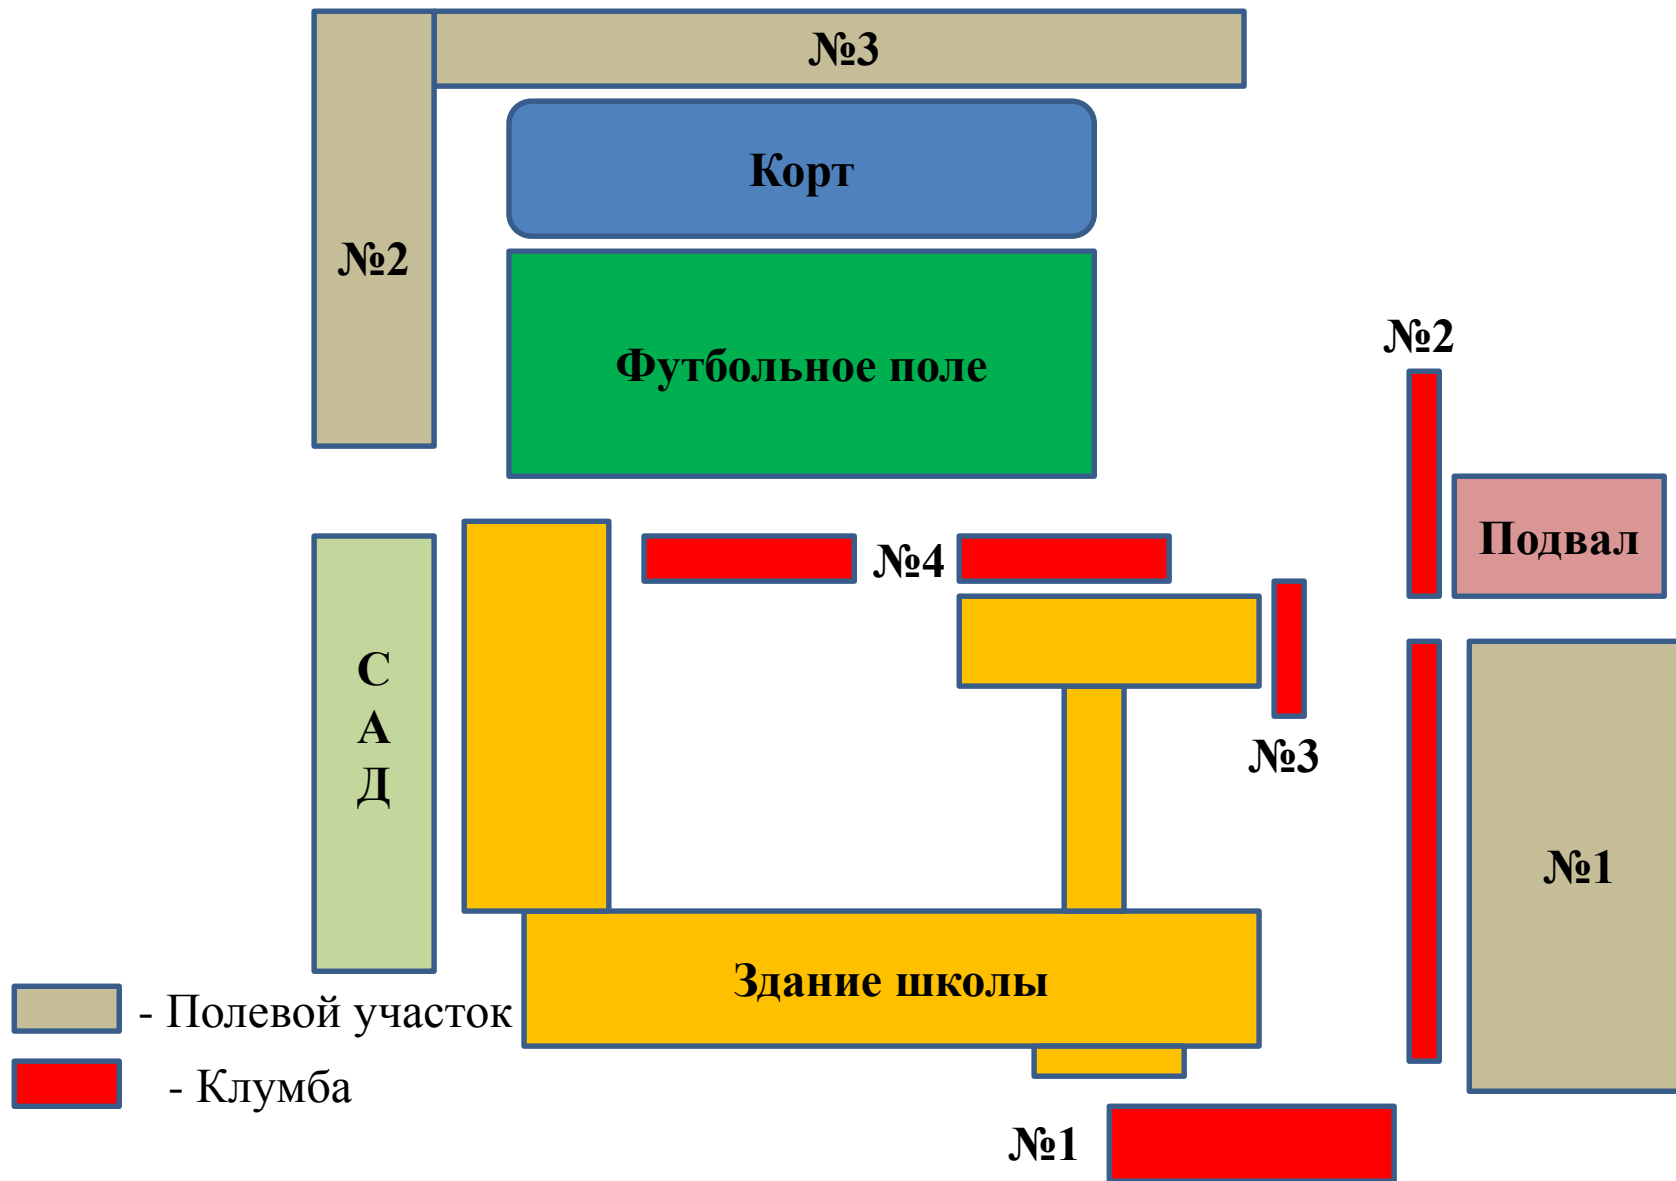 №3
Корт
№2
№2
Футбольное поле
Подвал
№4
С
А
Д
№3
№1
Здание школы
- Полевой участок
- Клумба
№1